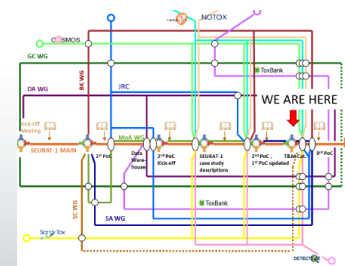 NOTOX
COSMOS
GC WG
BK WG
ToxBank
DA WG
JRC
WE ARE HERE
Kick-Off
Meeting
MoA WG
SEURAT-1 MAIN
1st PoC
Data
Ware-
house
2nd PoC
Kick-off
SEURAT-1
case study
descriptions
2nd PoC ,
1st PoC updated
T&M Cat.
3rd PoC
SC WG
ToxBank
SA WG
Scr(y)Tox
DETECTIVE